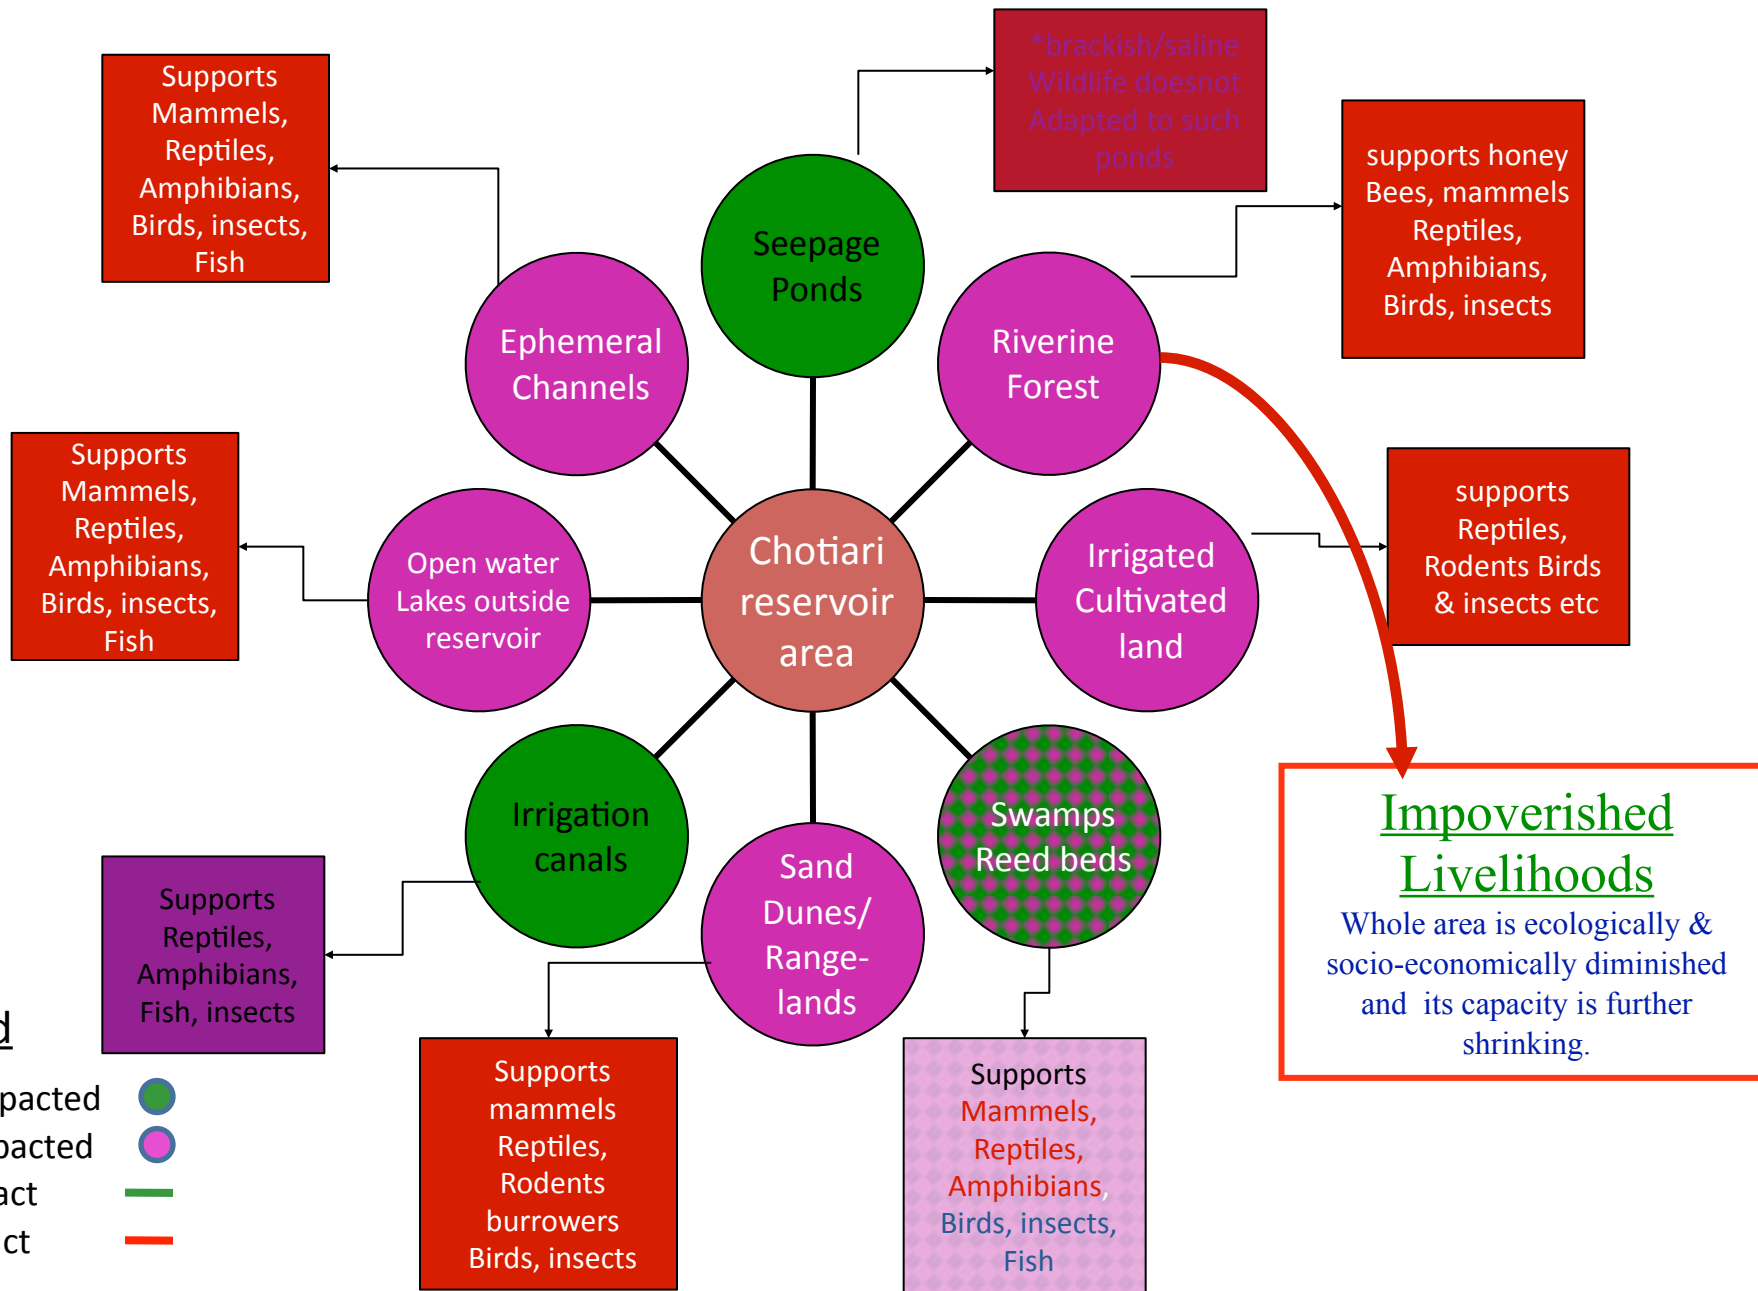 *brackish/saline
Wildlife doesnot
Adapted to such
ponds
Supports
Mammels,
Reptiles,
Amphibians,
Birds, insects,
Fish
supports honey
Bees, mammels
Reptiles,
Amphibians,
Birds, insects
Seepage
Ponds
Ephemeral
Channels
Riverine
Forest
Supports
Mammels,
Reptiles,
Amphibians,
Birds, insects,
Fish
Open water
Lakes outside
reservoir
Chotiari
reservoir
area
Irrigated
Cultivated
land
supports
Reptiles,
Rodents Birds
& insects etc
Irrigation
canals
Sand
Dunes/
Range-
lands
Swamps
Reed beds
Impoverished
Livelihoods
Whole area is ecologically &
socio-economically diminished
and its capacity is further
shrinking.
Supports
Reptiles,
Amphibians,
Fish, insects
Supports
mammels
Reptiles,
Rodents
burrowers
Birds, insects
Supports
Mammels,
Reptiles,
Amphibians,
Birds, insects,
Fish
d
pacted
pacted
act
ct